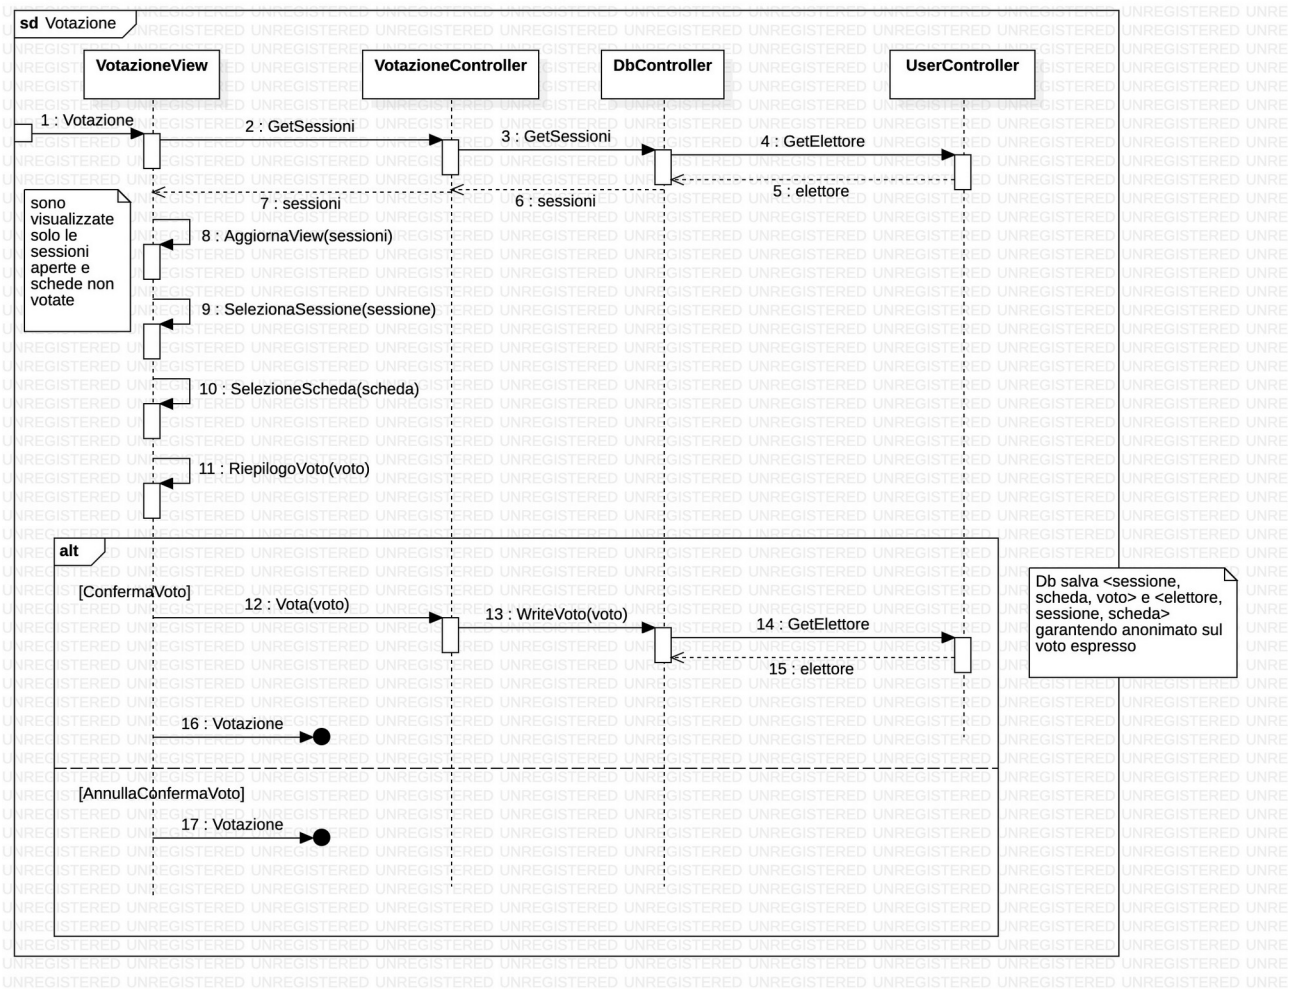 sd Votazione
VotazioneView
VotazioneController
DbController
UserController
1 : Votazione
2 : GetSessioni
3 : GetSessioni
4 : GetElettore
5 : elettore
6 : sessioni
7 : sessioni
sono
visualizzate
solo le
sessioni
aperte e
schede non
votate
8 : AggiornaView(sessioni)
9 : SelezionaSessione(sessione)
10 : SelezioneScheda(scheda)
11 : RiepilogoVoto(voto)
alt
[ConfermaVoto]
12 : Vota(voto)
13 : WriteVoto(voto)
14 : GetElettore
15 : elettore
Db salva <sessione,
scheda, voto> e <elettore,
sessione, scheda>
garantendo anonimato sul
voto espresso
16 : Votazione
[AnnullaConfermaVoto]
17 : Votazione
UNREGISTERED